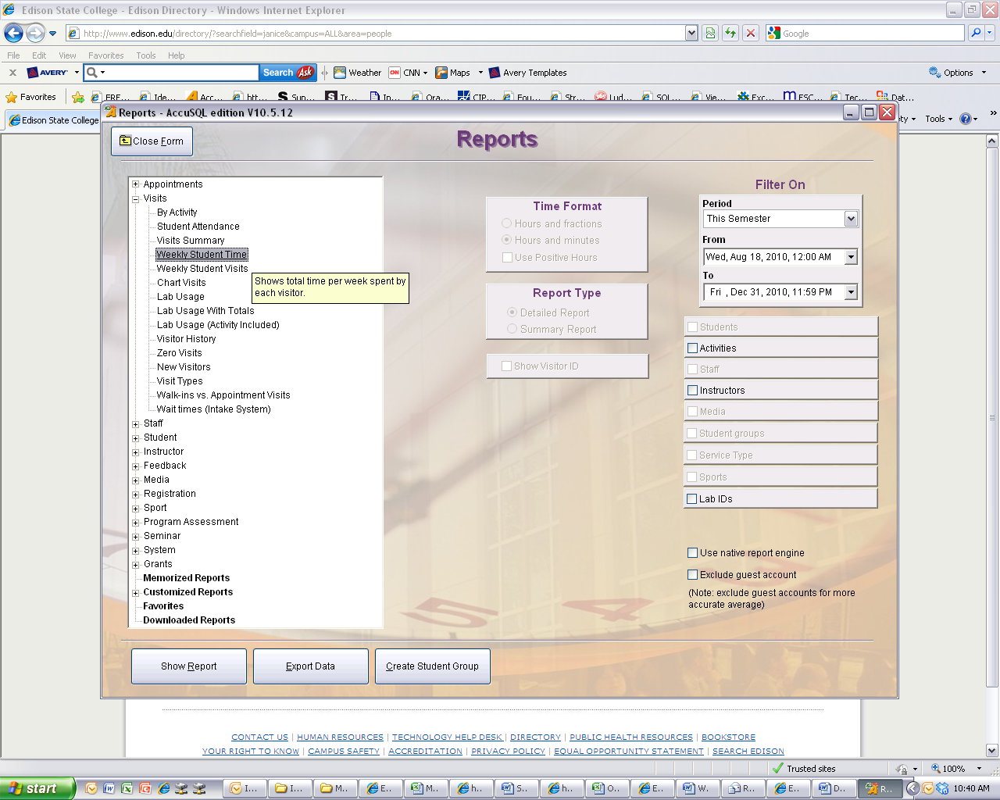 Edison State College - Edison Directory - Windows Internet Explorer
http://www.edison.edu/directory/?searchfield=janice&campus=ALL&area=people
Google
File Edit View Favorites Tools Help
AVERY Search Ask Weather CNN Maps Avery Templates Options
Favorites Acc... htt... Sup... Tr... In... Ora... CIP... Fou... Str... Lud... SQL... Vie... Exc... FSC... Tec... Dat...
Edison State College
Tools
Reports - AccuSQL edition V10.5.12
Close Form
Reports
Appointments
Visits
By Activity
Student Attendance
Visits Summary
Weekly Student Time
Weekly Student Visits
Chart Visits
Lab Usage
Lab Usage With Totals
Lab Usage (Activity Included)
Visitor History
Zero Visits
New Visitors
Visit Types
Walk-ins vs. Appointment Visits
Wait times (Intake System)
Staff
Student
Instructor
Feedback
Media
Registration
Sport
Program Assessment
Seminar
System
Grants
Memorized Reports
Customized Reports
Favorites
Downloaded Reports
Shows total time per week spent by
each visitor.
Time Format
Hours and fractions
Hours and minutes
Use Positive Hours
Report Type
Detailed Report
Summary Report
Show Visitor ID
Filter On
Period
This Semester
From
Wed, Aug 18, 2010, 12:00 AM
To
Fri , Dec 31, 2010, 11:59 PM
Students
Activities
Staff
Instructors
Media
Student groups
Service Type
Sports
Lab IDs
Use native report engine
Exclude guest account
(Note: exclude guest accounts for more
accurate average)
Show Report
Export Data
Create Student Group
CONTACT US | HUMAN RESOURCES | TECHNOLOGY HELP DESK | DIRECTORY | PUBLIC HEALTH RESOURCES | BOOKSTORE
YOUR RIGHT TO KNOW | CAMPUS SAFETY | ACCREDITATION | PRIVACY POLICY | EQUAL OPPORTUNITY STATEMENT | SEARCH EDISON
Trusted sites
100%
start I... I... M... E... M... h... S... h... O... E... W... R... E... D... R... 10:40 AM